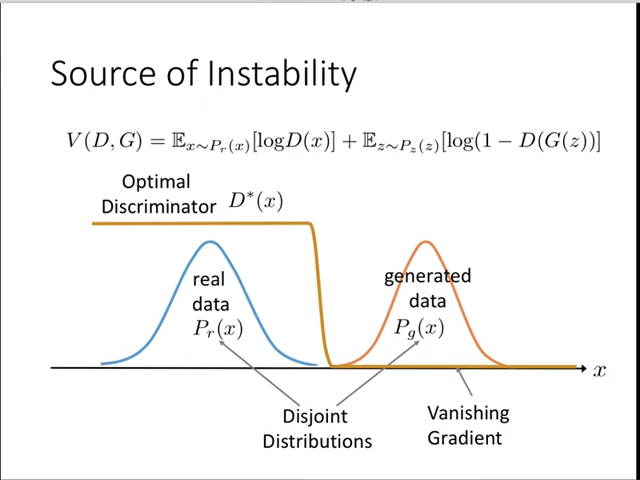 Source of Instability
V(D, G) = 𝔼_{x∼P_r(x)}[logD(x)] + 𝔼_{z∼P_z(z)}[log(1 − D(G(z))]
Optimal
Discriminator D*(x)
real
data
P_r(x)
generated
data
P_g(x)
x
Disjoint
Distributions
Vanishing
Gradient